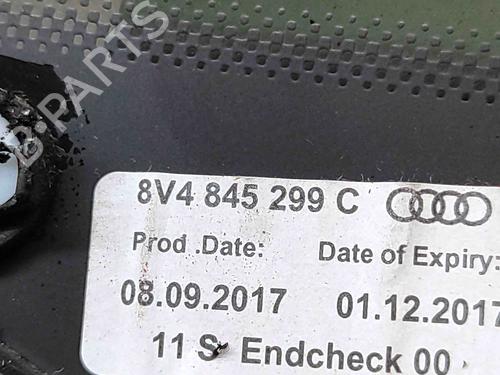 B-PARTS
8V4 845 299 C
Prod .Date: Date of Expiry:
08.09.2017 01.12.2017
11 S Endcheck 00